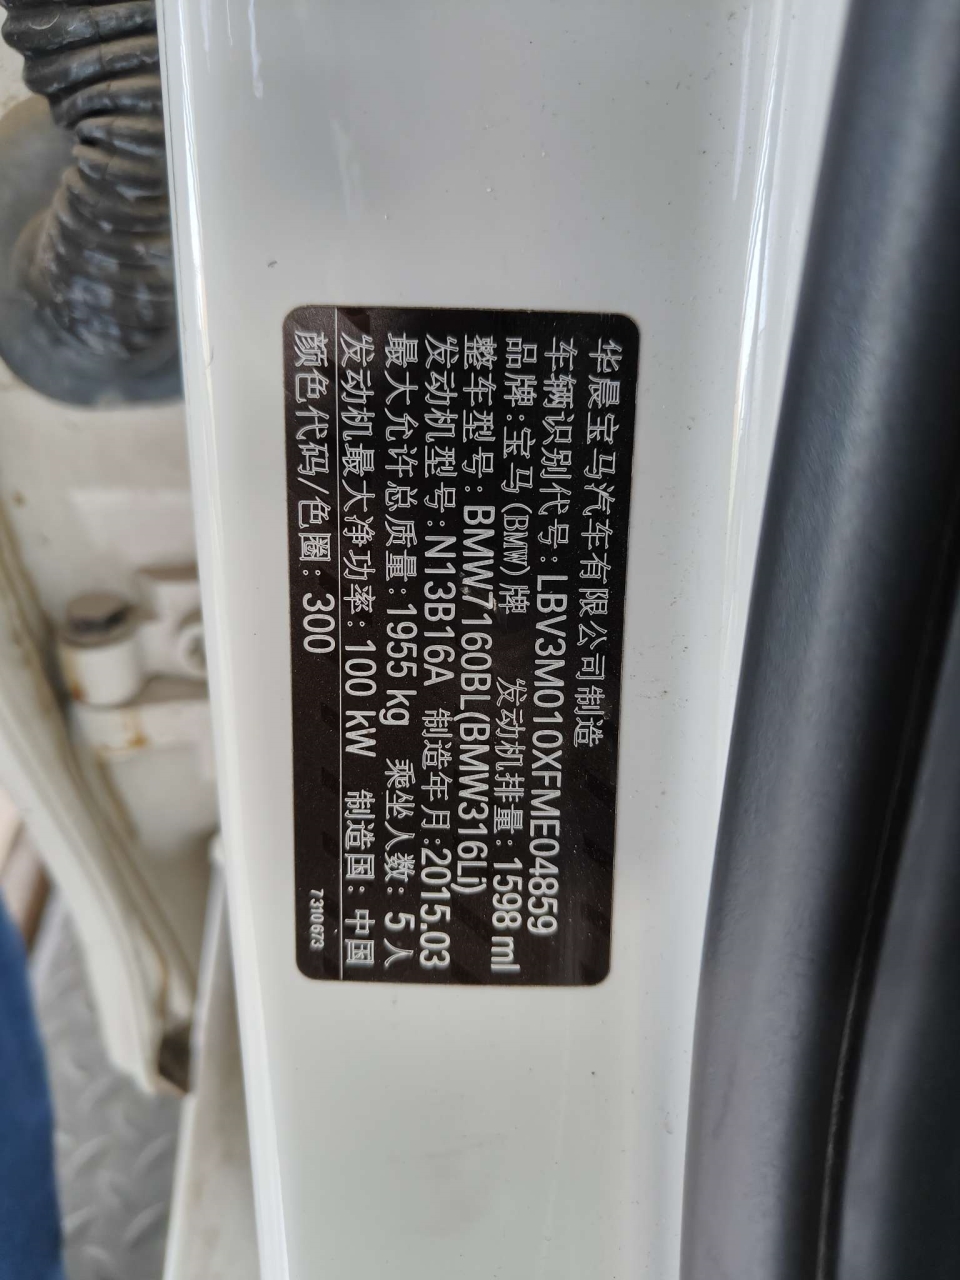 华晨宝马汽车有限公司制造
车辆识别代号:LBV3M010XFME04859
品牌:宝马(BMW)牌 发动机排量:1598 ml
整车型号:BMW7160BL(BMW316Li)
发动机型号:N13B16A 制造年月:2015.03
最大允许总质量:1955 kg 乘坐人数:5人
发动机最大净功率:100 kW 制造国:中国
颜色代码/色圈:300
7310673